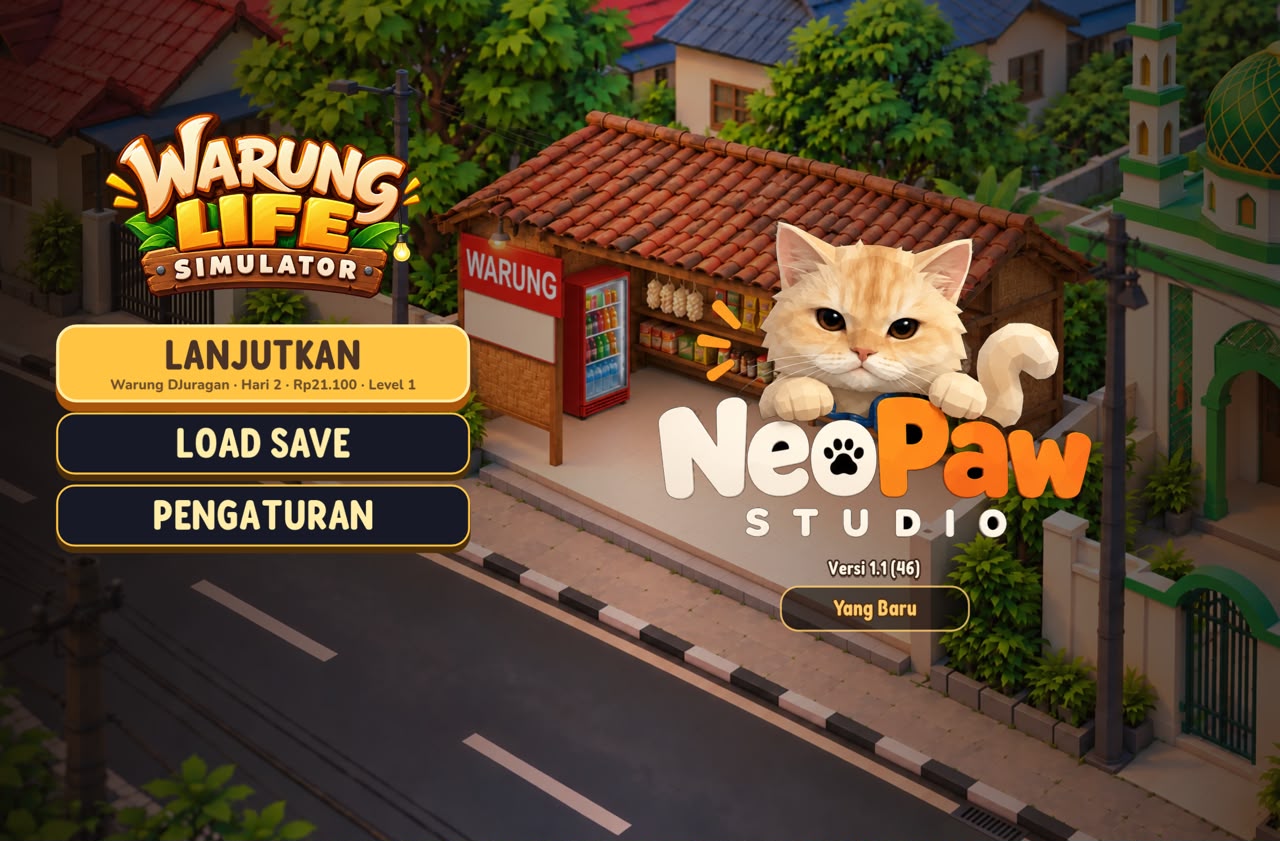 WARUNG
LIFE
SIMULATOR
LANJUTKAN
Warung DJuragan · Hari 2 · Rp21.100 · Level 1
LOAD SAVE
PENGATURAN
WARUNG
NeoPaw
STUDIO
Versi 1.1 (46)
Yang Baru